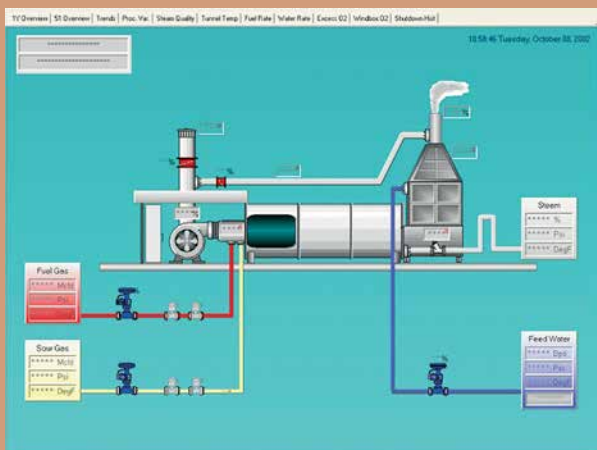 TV Overview | S1 Overview | Trends | Proc. Var. | Steam Quality | Tunnel Temp | Fuel Rate | Water Rate | Excess O2 | Windbox O2 | Shutdown Hist |
10:58:46 Tuesday, October 08, 2002
%
%
%
Steam
***** %
***** Psi
***** DegF
Fuel Gas
***** Mcfd
***** Psi
Sour Gas
***** Mcfd
***** Psi
***** DegF
%
Feed Water
***** Bpd
***** Psi
***** DegF